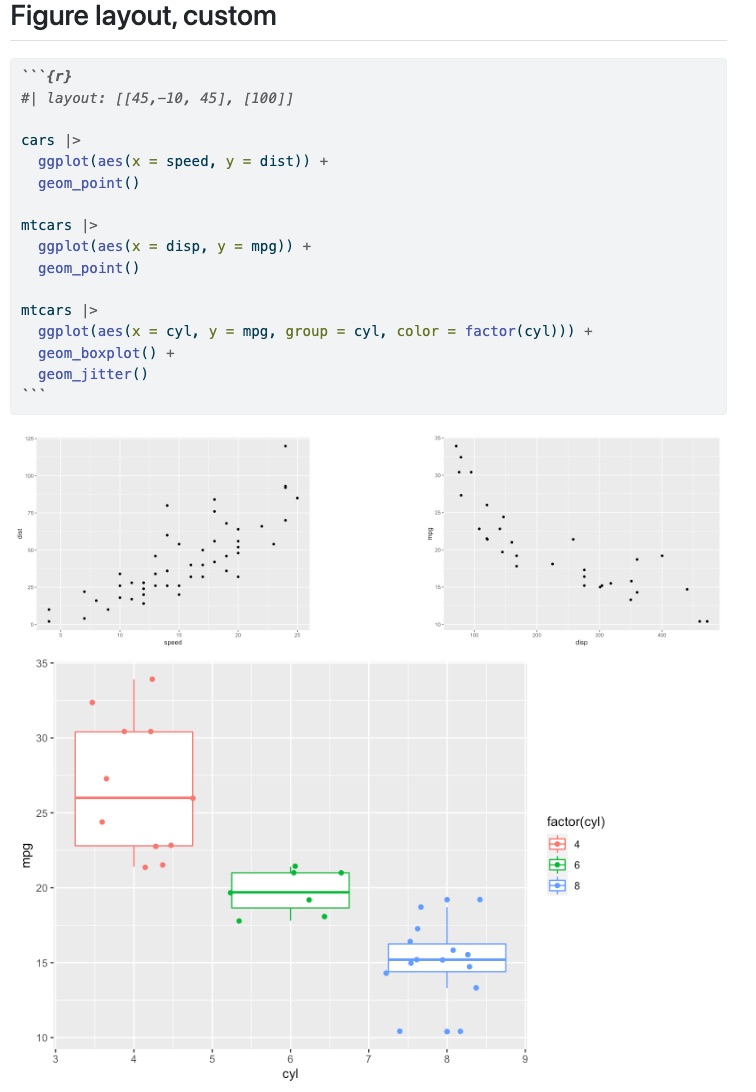 Figure layout, custom
```{r}
#| layout: [[45,-10, 45], [100]]
cars |>
  ggplot(aes(x = speed, y = dist)) +
  geom_point()
mtcars |>
  ggplot(aes(x = disp, y = mpg)) +
  geom_point()
mtcars |>
  ggplot(aes(x = cyl, y = mpg, group = cyl, color = factor(cyl))) +
  geom_boxplot() +
  geom_jitter()
```
125
100
75
50
25
0
dist
5 10 15 20 25
speed
35
30
25
20
15
10
mpg
100 200 300 400
disp
35
30
25
20
15
10
mpg
3 4 5 6 7 8 9
cyl
factor(cyl)
4
6
8